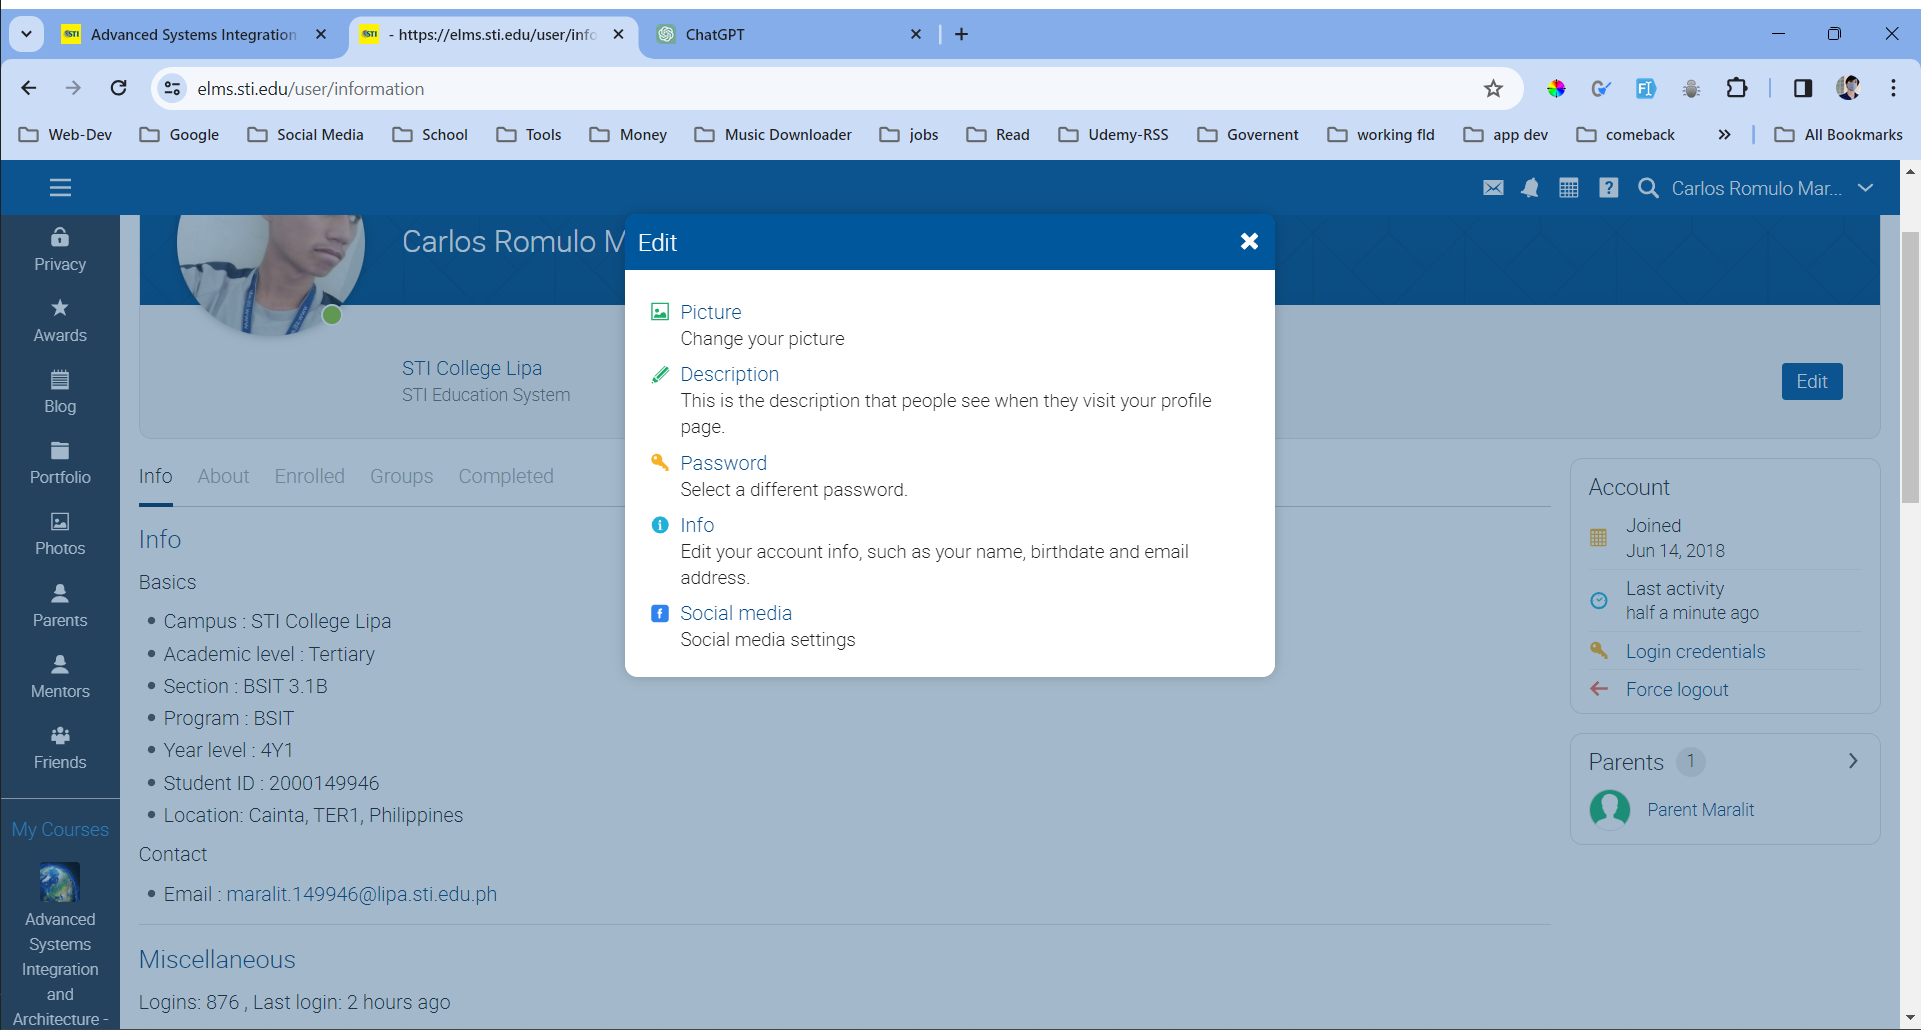 Advanced Systems Integration
- https://elms.sti.edu/user/info
ChatGPT
elms.sti.edu/user/information
Web-Dev
Google
Social Media
School
Tools
Money
Music Downloader
jobs
Read
Udemy-RSS
Governent
working fld
app dev
comeback
All Bookmarks
Carlos Romulo Mar...
Privacy
Awards
Blog
Portfolio
Photos
Parents
Mentors
Friends
My Courses
Advanced
Systems
Integration
and
Architecture -
Carlos Romulo M
STI College Lipa
STI Education System
Edit
Info
About
Enrolled
Groups
Completed
Info
Basics
Campus : STI College Lipa
Academic level : Tertiary
Section : BSIT 3.1B
Program : BSIT
Year level : 4Y1
Student ID : 2000149946
Location: Cainta, TER1, Philippines
Contact
Email : maralit.149946@lipa.sti.edu.ph
Miscellaneous
Logins: 876 , Last login: 2 hours ago
Edit
Picture
Change your picture
Description
This is the description that people see when they visit your profile
page.
Password
Select a different password.
Info
Edit your account info, such as your name, birthdate and email
address.
Social media
Social media settings
Account
Joined
Jun 14, 2018
Last activity
half a minute ago
Login credentials
Force logout
Parents 1
Parent Maralit